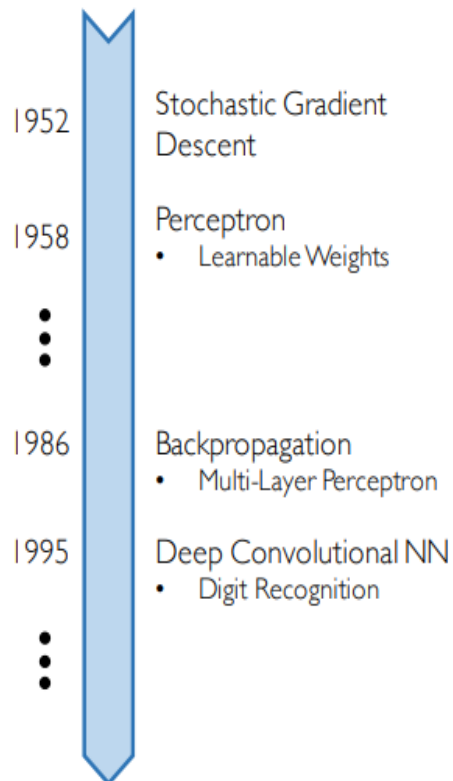 1952
Stochastic Gradient
Descent
1958
Perceptron
• Learnable Weights
1986
Backpropagation
• Multi-Layer Perceptron
1995
Deep Convolutional NN
• Digit Recognition